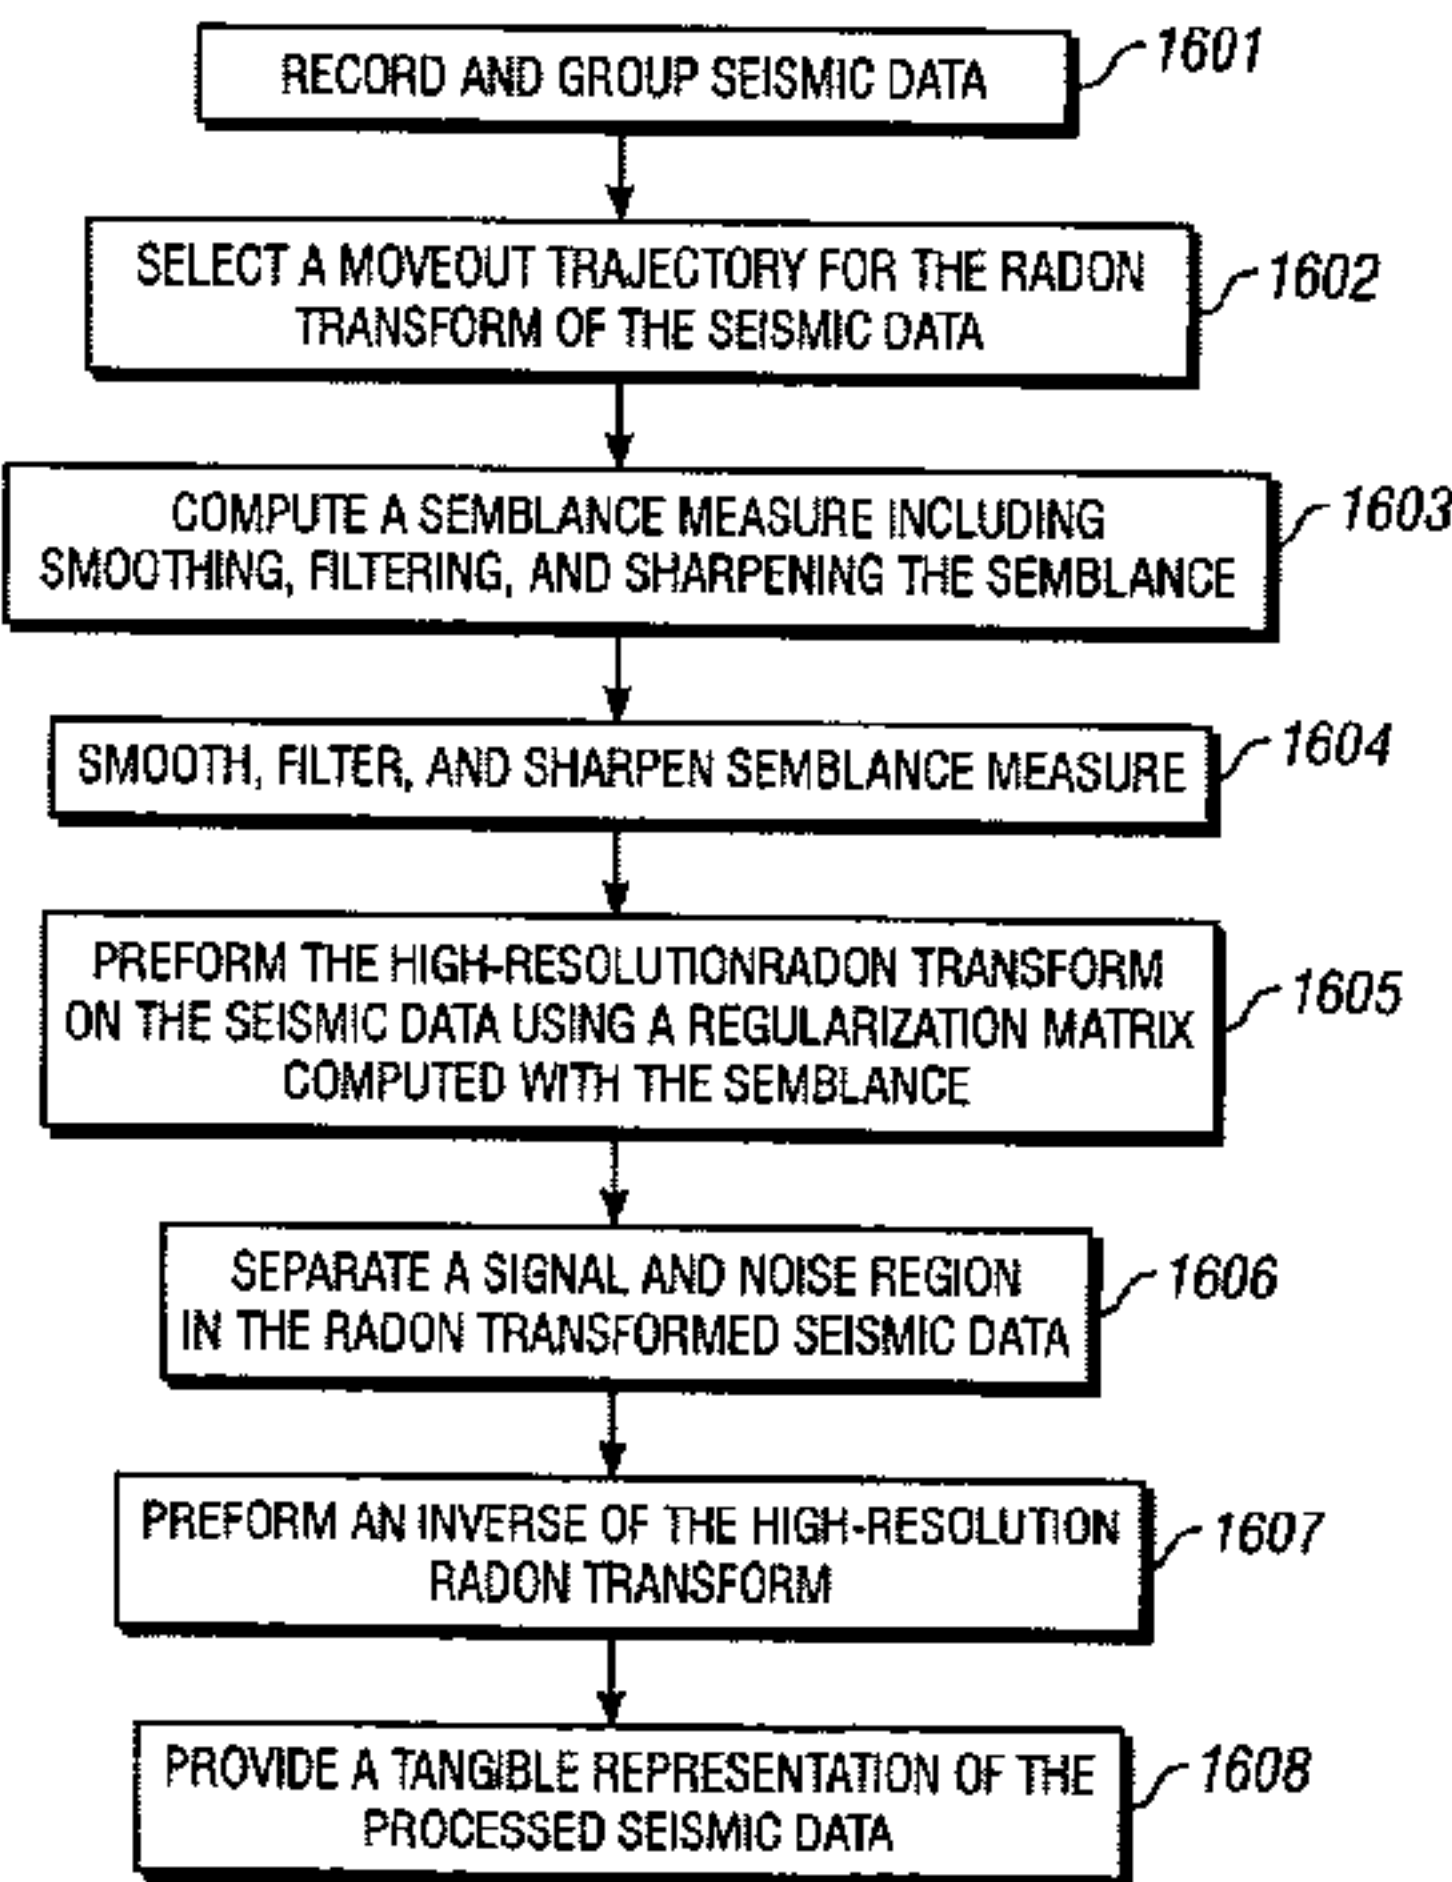 RECORD AND GROUP SEISMIC DATA
1601
SELECT A MOVEOUT TRAJECTORY FOR THE RADON
TRANSFORM OF THE SEISMIC DATA
1602
COMPUTE A SEMBLANCE MEASURE INCLUDING
SMOOTHING, FILTERING, AND SHARPENING THE SEMBLANCE
1603
SMOOTH, FILTER, AND SHARPEN SEMBLANCE MEASURE
1604
PREFORM THE HIGH-RESOLUTIONRADON TRANSFORM
ON THE SEISMIC DATA USING A REGULARIZATION MATRIX
COMPUTED WITH THE SEMBLANCE
1605
SEPARATE A SIGNAL AND NOISE REGION
IN THE RADON TRANSFORMED SEISMIC DATA
1606
PREFORM AN INVERSE OF THE HIGH-RESOLUTION
RADON TRANSFORM
1607
PROVIDE A TANGIBLE REPRESENTATION OF THE
PROCESSED SEISMIC DATA
1608